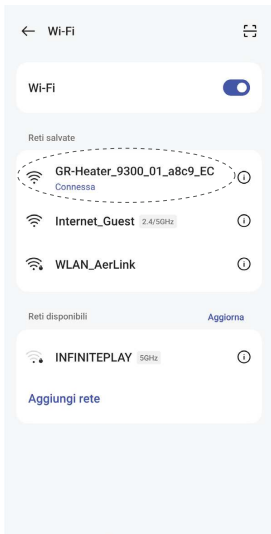 Wi-Fi
Wi-Fi
Reti salvate
GR-Heater_9300_01_a8c9_EC
Connessa
Internet_Guest 2.4/5GHz
WLAN_AerLink
Reti disponibili Aggiorna
INFINITEPLAY 5GHz
Aggiungi rete